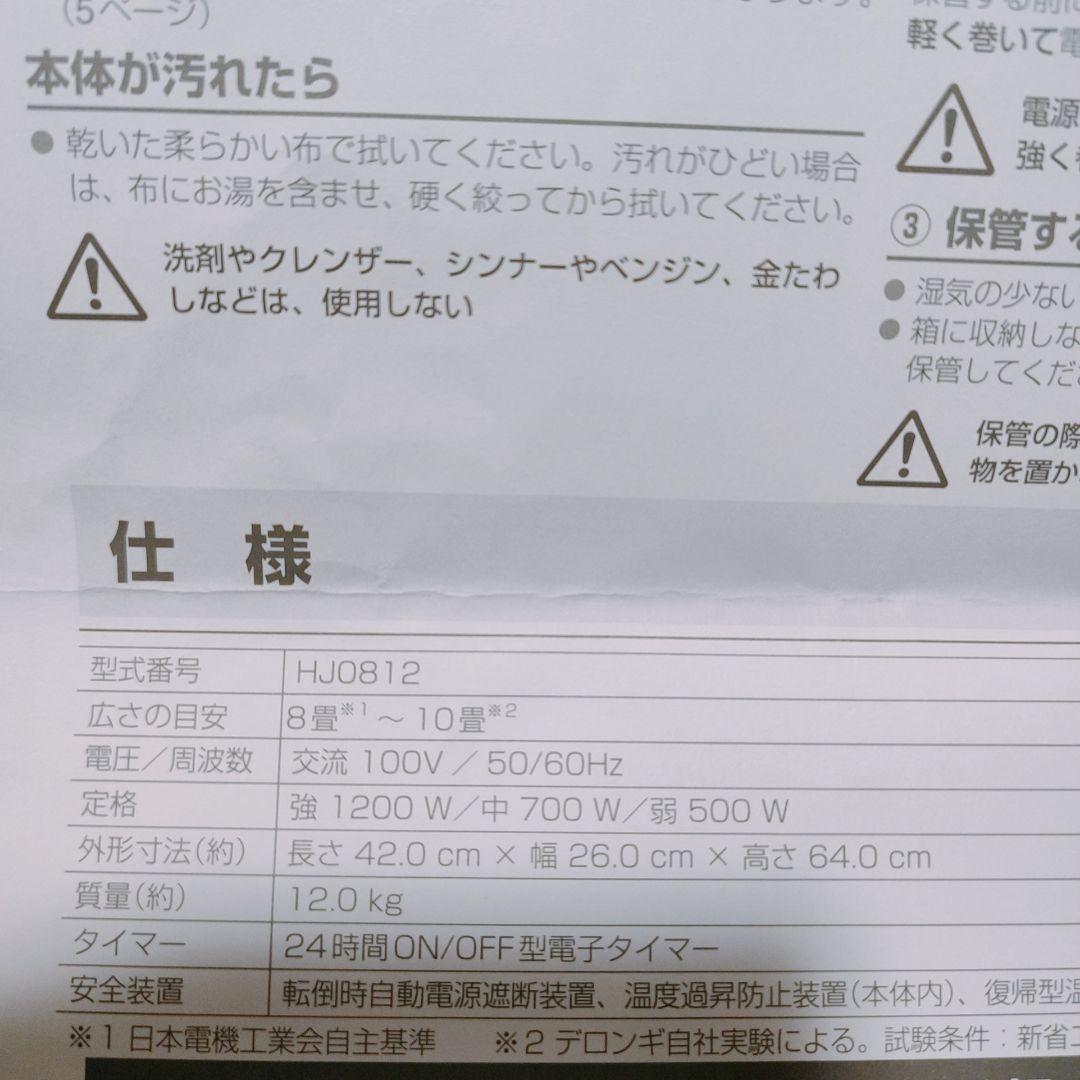 (5ページ)
本体が汚れたら
● 乾いた柔らかい布で拭いてください。汚れがひどい場合
は、布にお湯を含ませ、硬く絞ってから拭いてください。
洗剤やクレンザー、シンナーやベンジン、金たわ
しなどは、使用しない
軽く巻いて電
電源
強く
③ 保管する
● 湿気の少ない
● 箱に収納しな
保管してくだ
保管の際
物を置か
仕 様
型式番号 HJ0812
広さの目安 8畳※1 ~ 10畳※2
電圧/周波数 交流 100V / 50/60Hz
定格 強 1200 W/中 700 W/弱 500 W
外形寸法(約) 長さ 42.0 cm × 幅 26.0 cm × 高さ 64.0 cm
質量(約) 12.0 kg
タイマー 24時間ON/OFF型電子タイマー
安全装置 転倒時自動電源遮断装置、温度過昇防止装置(本体内)、復帰型温
※1 日本電機工業会自主基準 ※2 デロンギ自社実験による。試験条件:新省エ